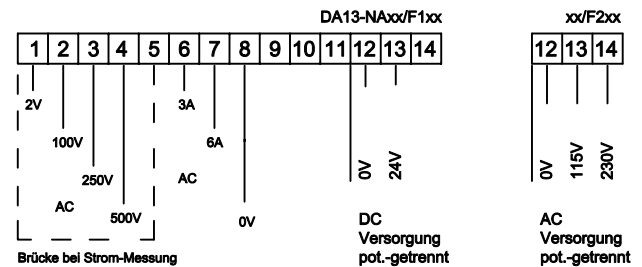 DA13-NAxx/F1xx xx/F2xx
1 2 3 4 5 6 7 8 9 10 11 12 13 14 12 13 14
2V 3A
100V 6A
250V AC 0V 24V 0V 115V 230V
AC 500V 0V DC AC
Versorgung Versorgung
Brücke bei Strom-Messung pot.-getrennt pot.-getrennt